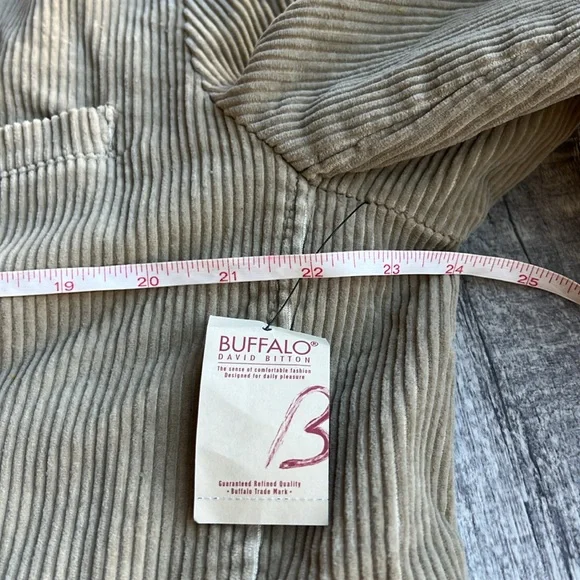 19 20 21 22 23 24 25
BUFFALO®
DAVID BITTON
The sense of comfortable fashion
Designed for daily pleasure
B
Guaranteed Refined Quality
• Buffalo Trade Mark •